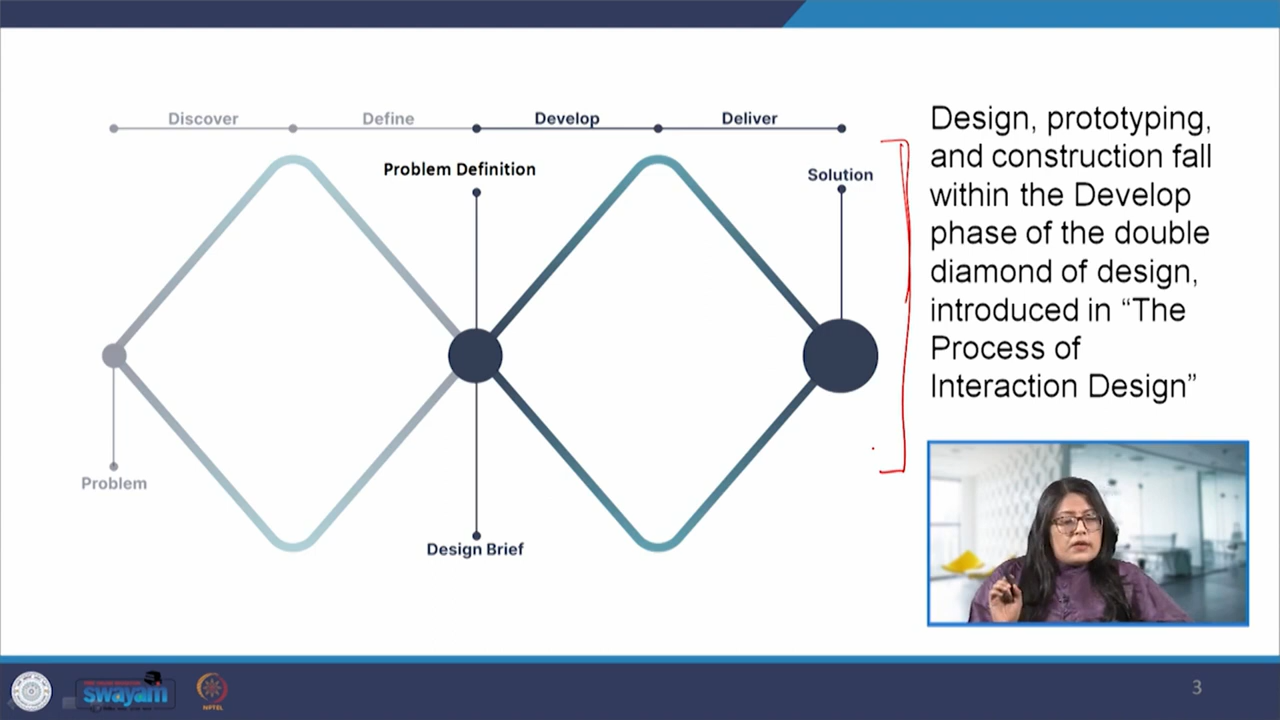 Discover
Define
Develop
Deliver
Problem Definition
Solution
Problem
Design Brief
Design, prototyping,
and construction fall
within the Develop
phase of the double
diamond of design,
introduced in “The
Process of
Interaction Design”
swayam
NPTEL
3